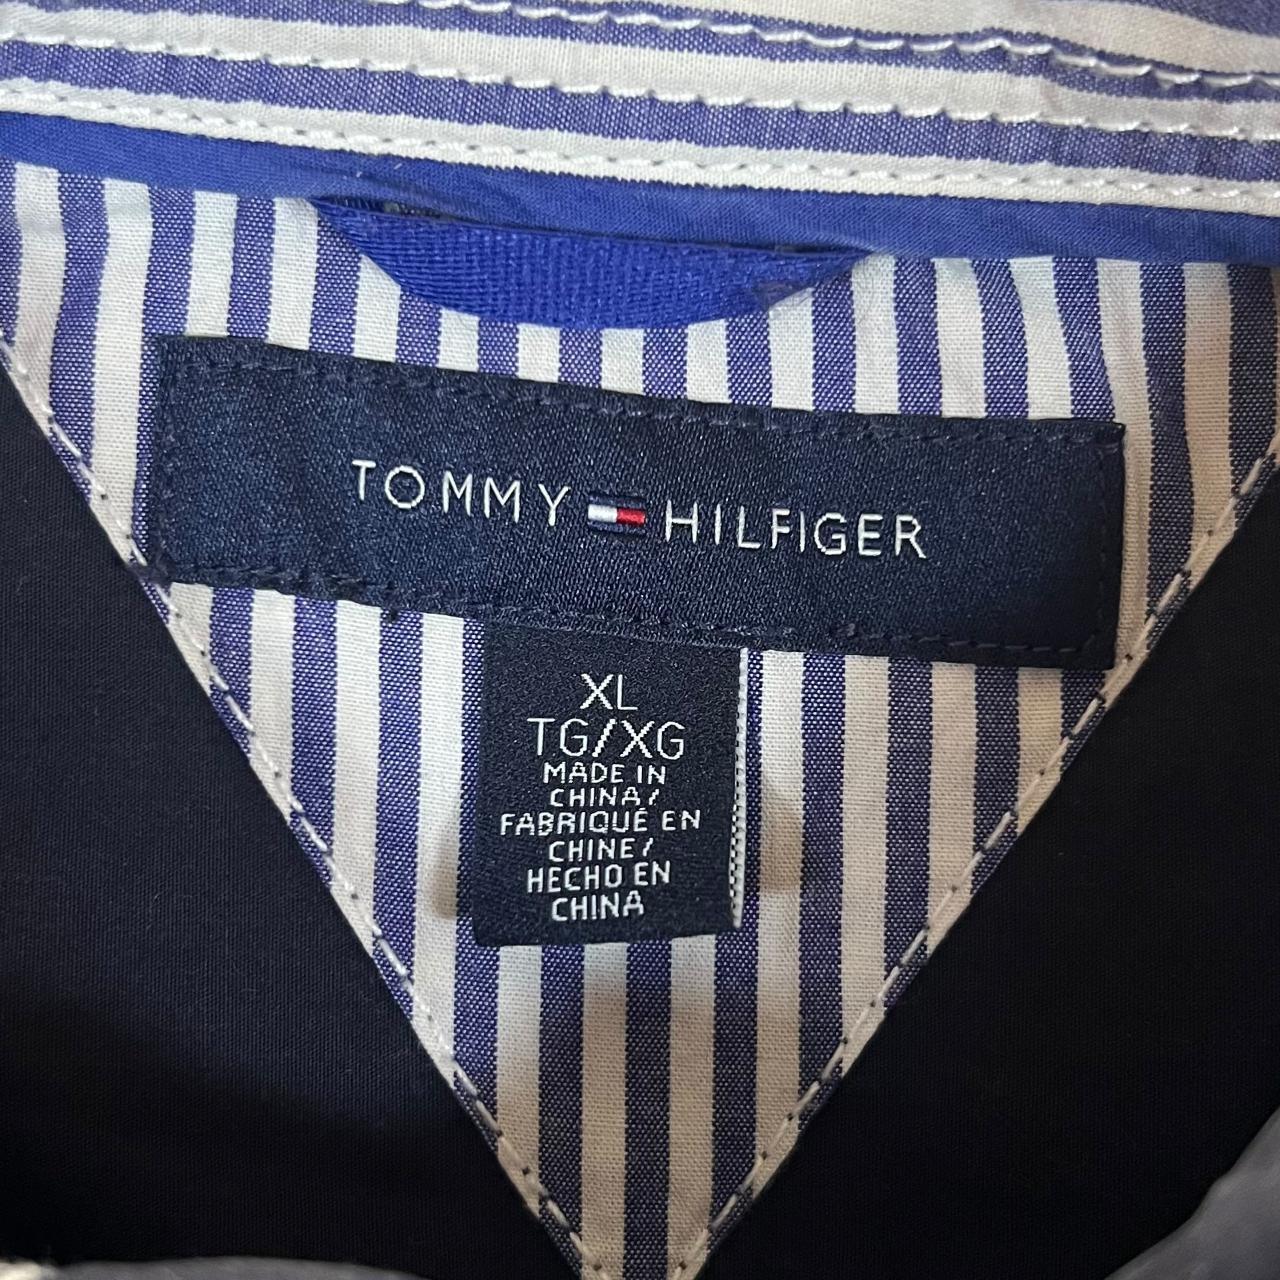 TOMMY HILFIGER
XL
TG/XG
MADE IN
CHINA/
FABRIQUÉ EN
CHINE/
HECHO EN
CHINA